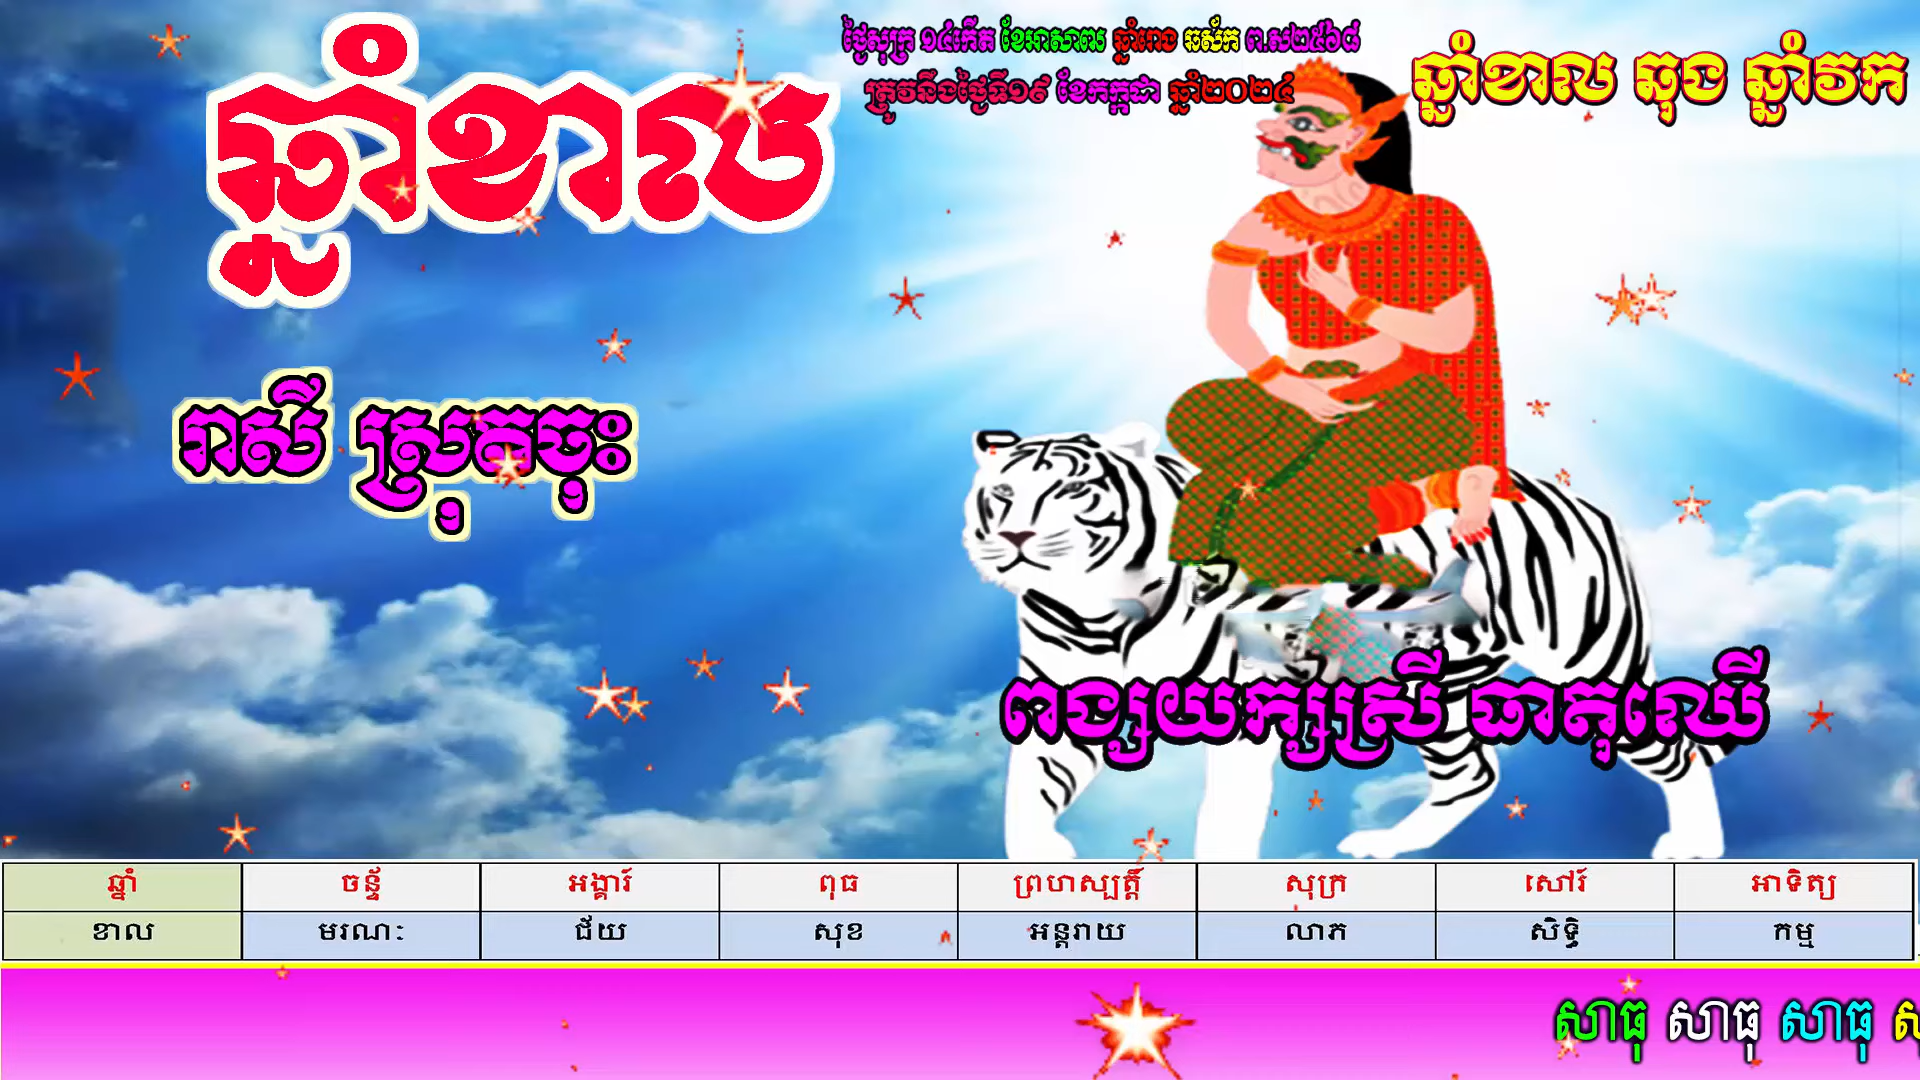 ថ្ងៃសុក្រ ១៤កើត ខែអាសាឍ ឆ្នាំរោង ឆស័ក ព.ស២៥៦៨
ត្រូវនឹងថ្ងៃទី១៩ ខែកក្កដា ឆ្នាំ២០២៤
ឆ្នាំខាល ឆុង ឆ្នាំវក
ឆ្នាំខាល
រាសី ស្រុតចុះ
ពង្សយក្សស្រី ធាតុឈើ
ឆ្នាំ ចន្ទ័ អង្គារ៍ ពុធ ព្រហស្បត្តិ៍ សុក្រ សៅរ៍ អាទិត្យ
ខាល មរណៈ ជ័យ សុខ អន្តរាយ លាភ សិទ្ធិ កម្ម
សាធុ សាធុ សាធុ